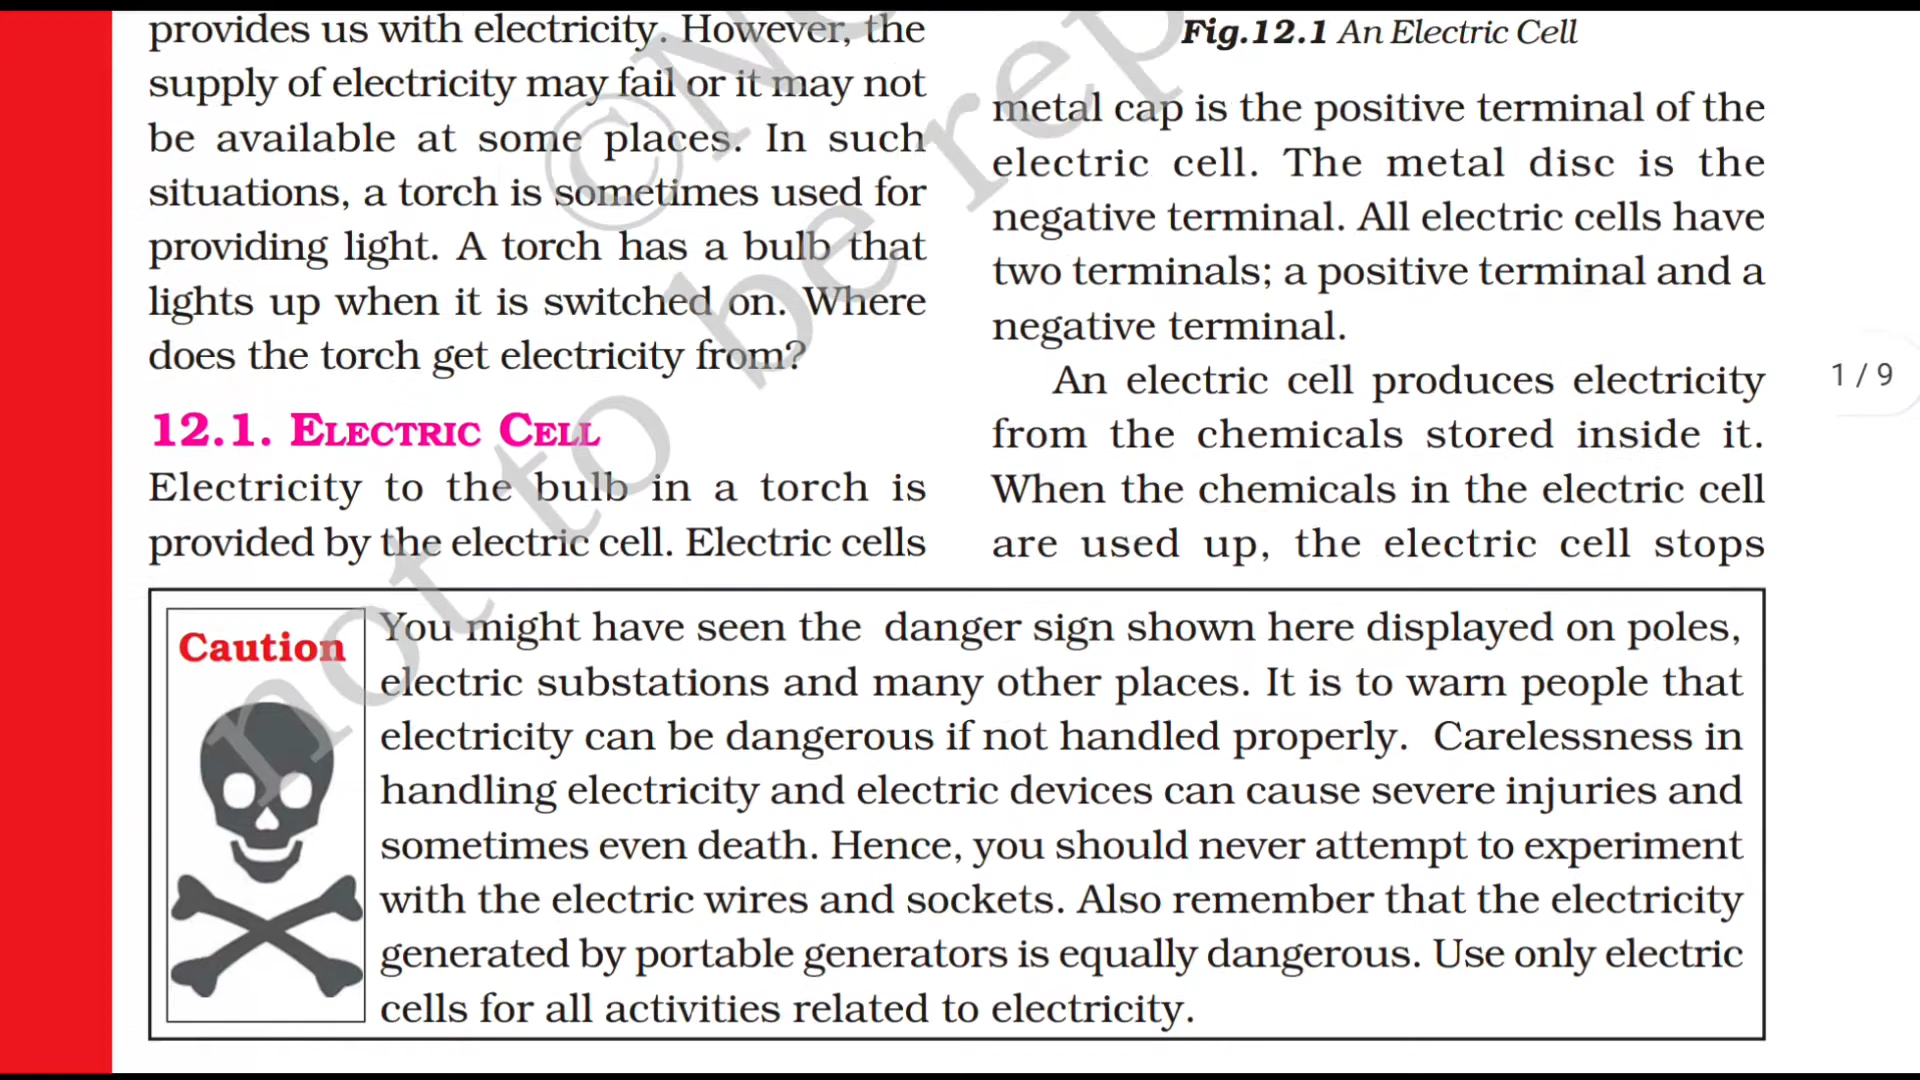 provides us with electricity. However, the
supply of electricity may fail or it may not
be available at some places. In such
situations, a torch is sometimes used for
providing light. A torch has a bulb that
lights up when it is switched on. Where
does the torch get electricity from?
12.1. ELECTRIC CELL
Electricity to the bulb in a torch is
provided by the electric cell. Electric cells
Fig.12.1 An Electric Cell
metal cap is the positive terminal of the
electric cell. The metal disc is the
negative terminal. All electric cells have
two terminals; a positive terminal and a
negative terminal.
An electric cell produces electricity
from the chemicals stored inside it.
When the chemicals in the electric cell
are used up, the electric cell stops
1 / 9
Caution
You might have seen the danger sign shown here displayed on poles,
electric substations and many other places. It is to warn people that
electricity can be dangerous if not handled properly. Carelessness in
handling electricity and electric devices can cause severe injuries and
sometimes even death. Hence, you should never attempt to experiment
with the electric wires and sockets. Also remember that the electricity
generated by portable generators is equally dangerous. Use only electric
cells for all activities related to electricity.
©N
not to be rep